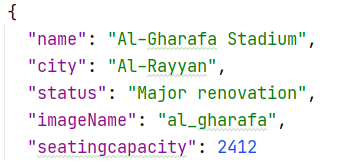 {
"name": "Al-Gharafa Stadium",
"city": "Al-Rayyan",
"status": "Major renovation",
"imageName": "al_gharafa",
"seatingcapacity": 2412